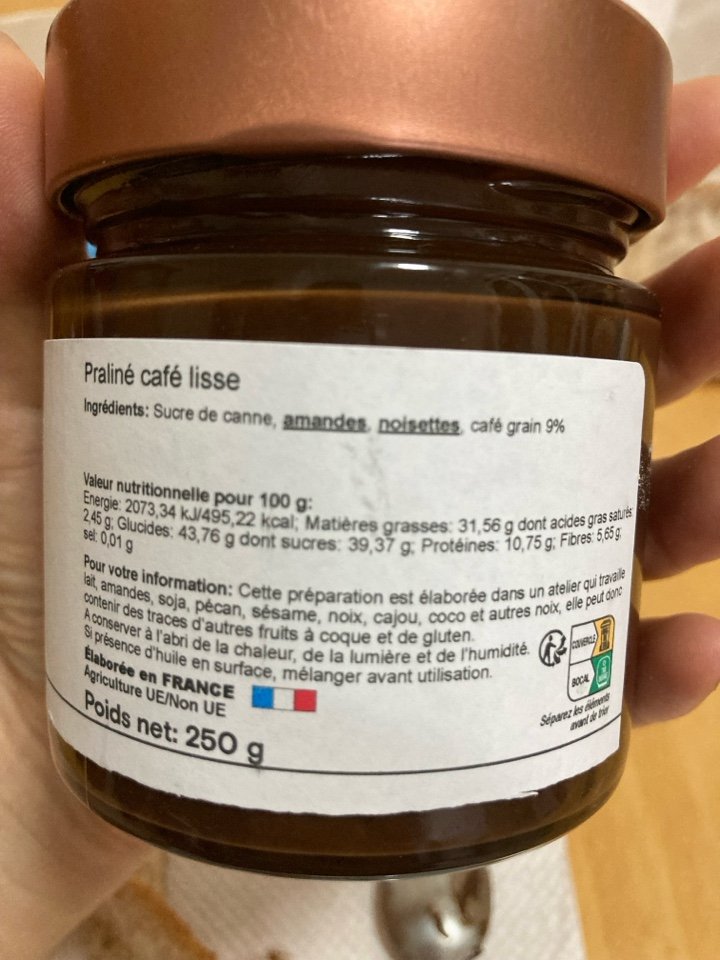 Praliné café lisse
Ingrédients: Sucre de canne, amandes, noisettes, café grain 9%
Valeur nutritionnelle pour 100 g:
Energie: 2073,34 kJ/495,22 kcal; Matières grasses: 31,56 g dont acides gras saturés:
2,45 g; Glucides: 43,76 g dont sucres: 39,37 g; Protéines: 10,75 g; Fibres: 5,65 g;
sel: 0,01 g
Pour votre information: Cette préparation est élaborée dans un atelier qui travaille
lait, amandes, soja, pécan, sésame, noix, cajou, coco et autres noix, elle peut donc
contenir des traces d'autres fruits à coque et de gluten.
A conserver à l'abri de la chaleur, de la lumière et de l'humidité.
Si présence d'huile en surface, mélanger avant utilisation.
Élaborée en FRANCE
Agriculture UE/Non UE
Poids net: 250 g
COUVERCLE
BOCAL
Séparez les éléments
avant de trier